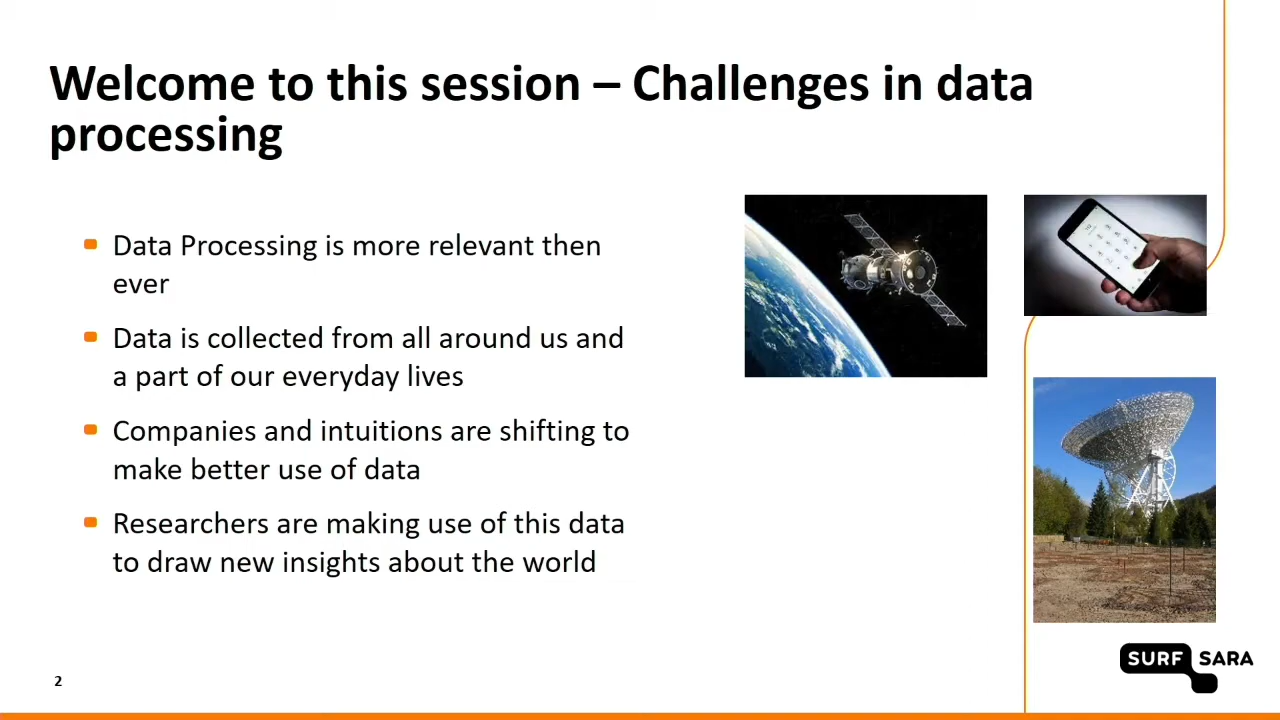 Welcome to this session – Challenges in data
processing
Data Processing is more relevant then
ever
Data is collected from all around us and
a part of our everyday lives
Companies and intuitions are shifting to
make better use of data
Researchers are making use of this data
to draw new insights about the world
2
SURF SARA